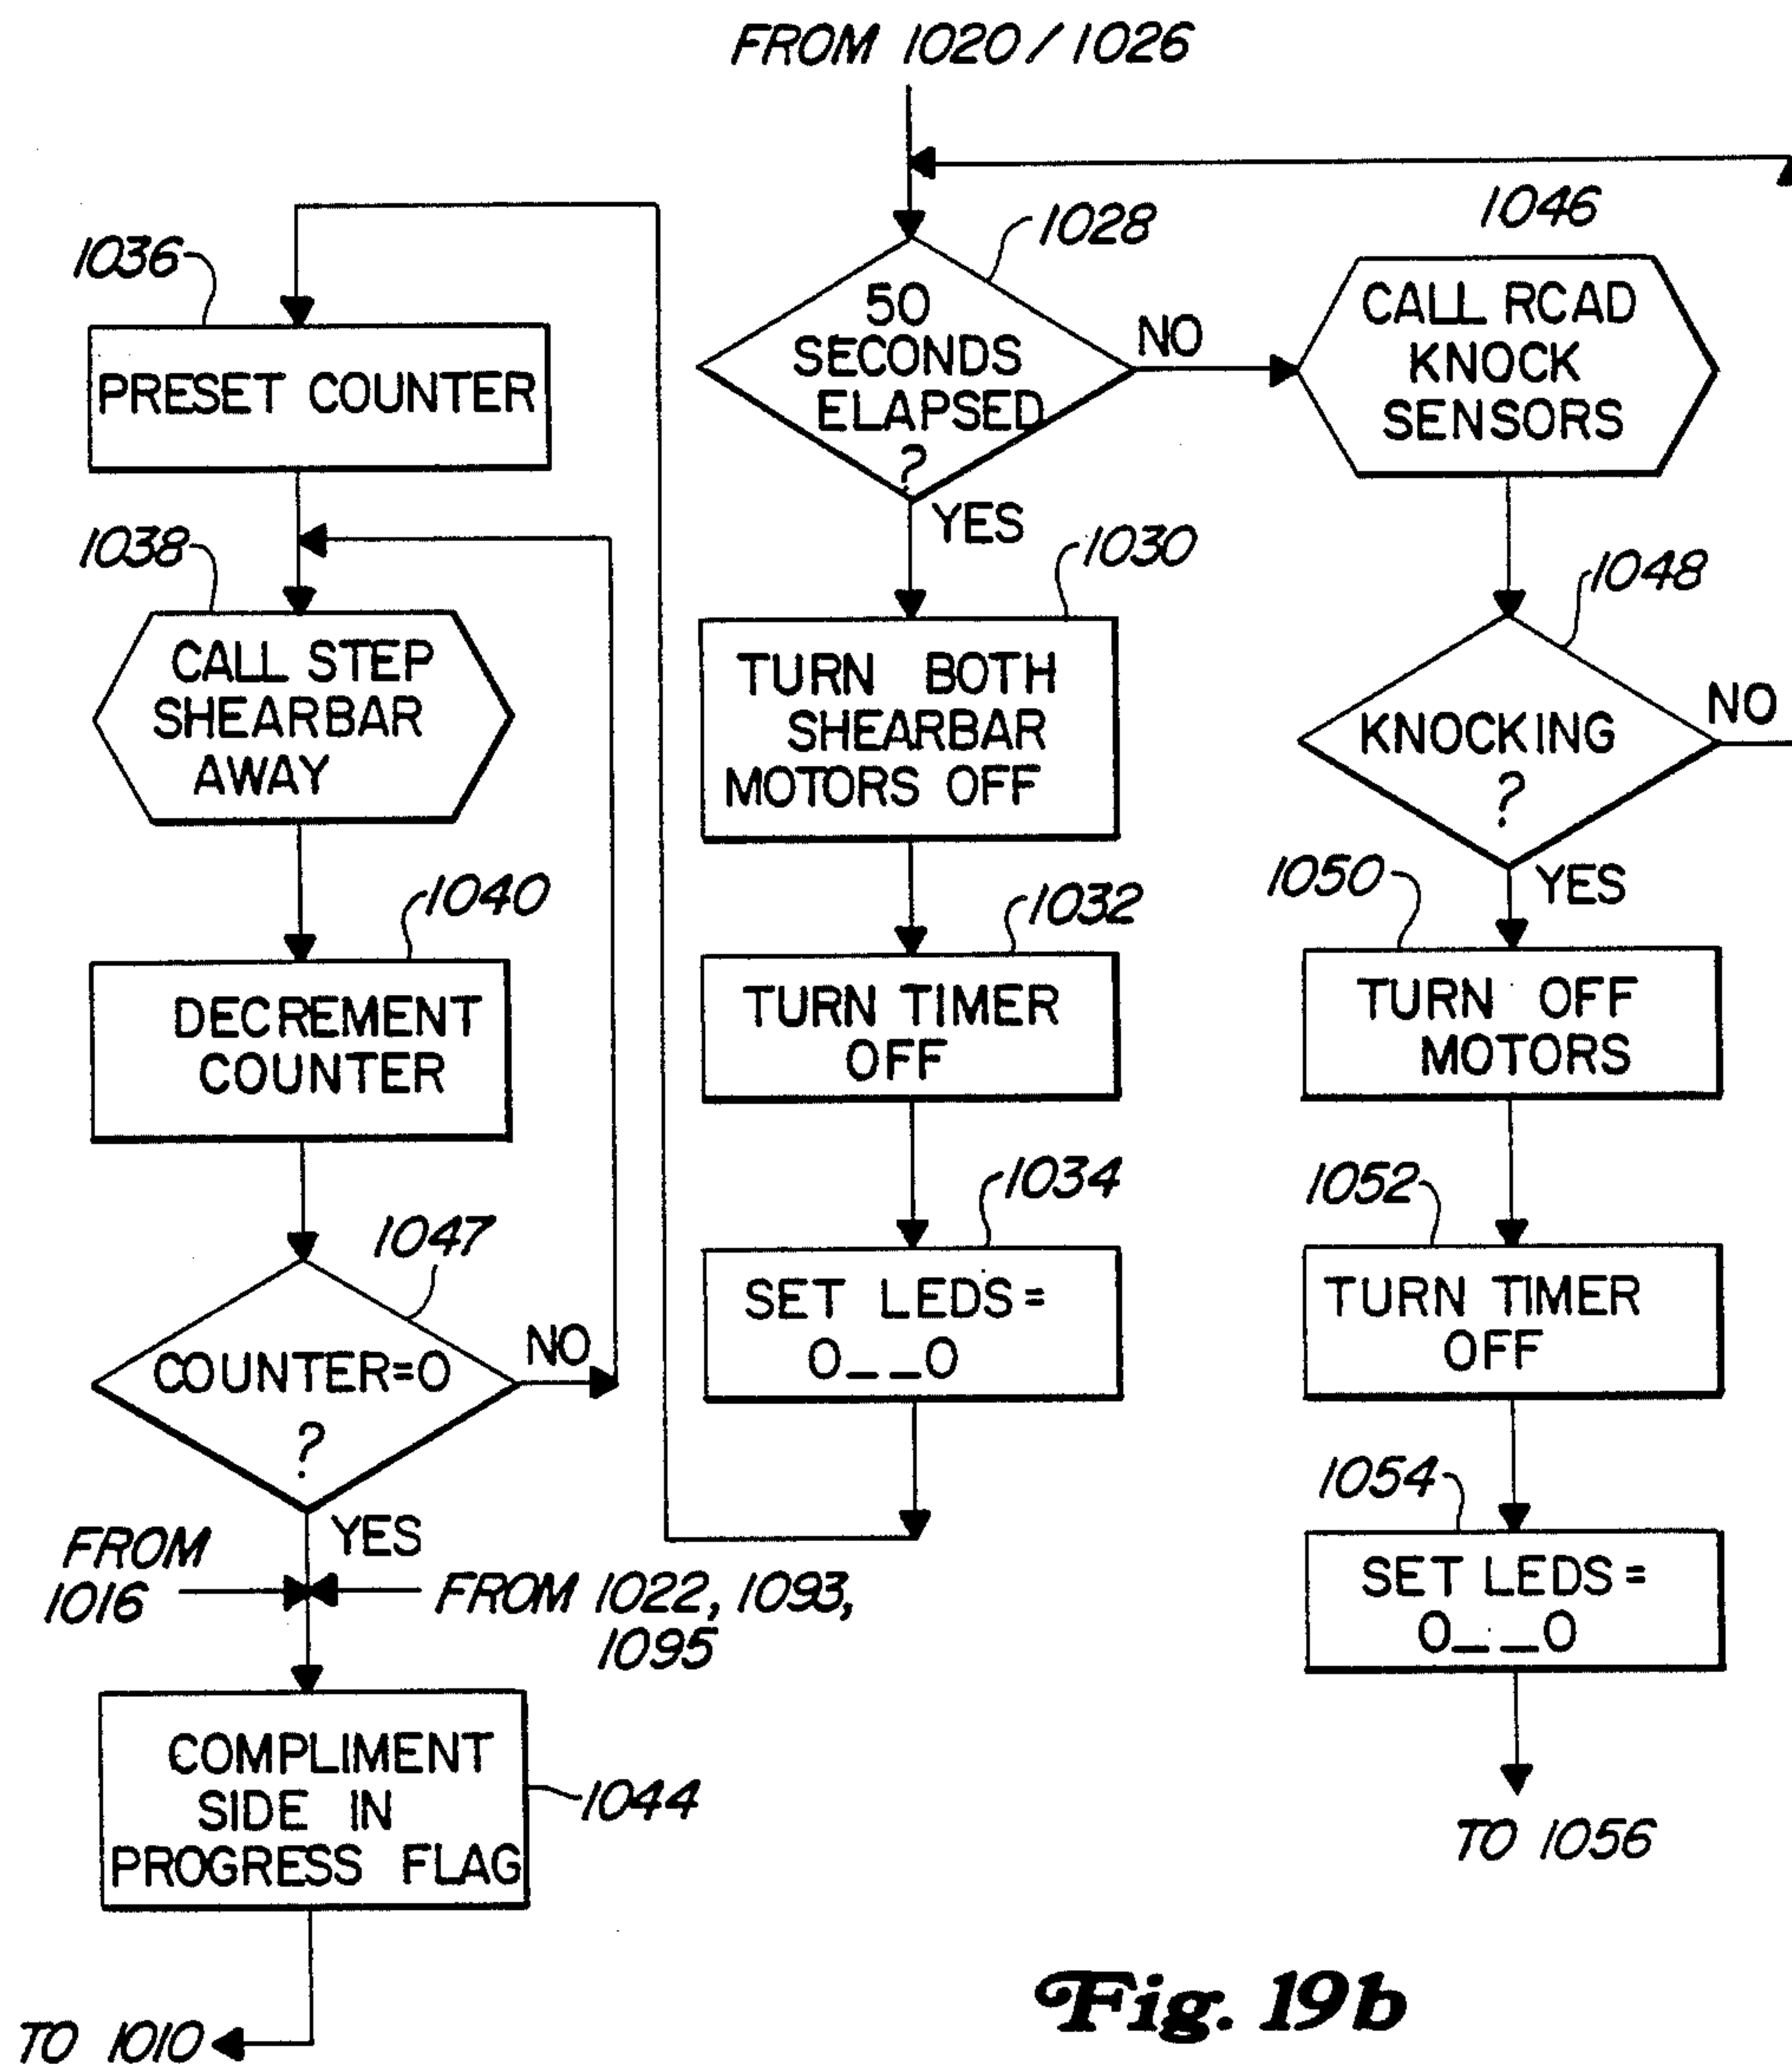 FROM 1020 / 1026
1028
50
SECONDS
ELAPSED
?
NO
YES
1046
CALL RCAD
KNOCK
SENSORS
1030
TURN BOTH
SHEARBAR
MOTORS OFF
1032
TURN TIMER
OFF
1034
SET LEDS =
0_ _0
1036
PRESET COUNTER
1038
CALL STEP
SHEARBAR
AWAY
1040
DECREMENT
COUNTER
1047
COUNTER=0
?
NO
YES
FROM
1016
FROM 1022, 1093,
1095
COMPLIMENT
SIDE IN
PROGRESS FLAG
1044
TO 1010
1048
KNOCKING
?
NO
YES
1050
TURN OFF
MOTORS
1052
TURN TIMER
OFF
1054
SET LEDS =
0_ _0
TO 1056
Fig. 19b